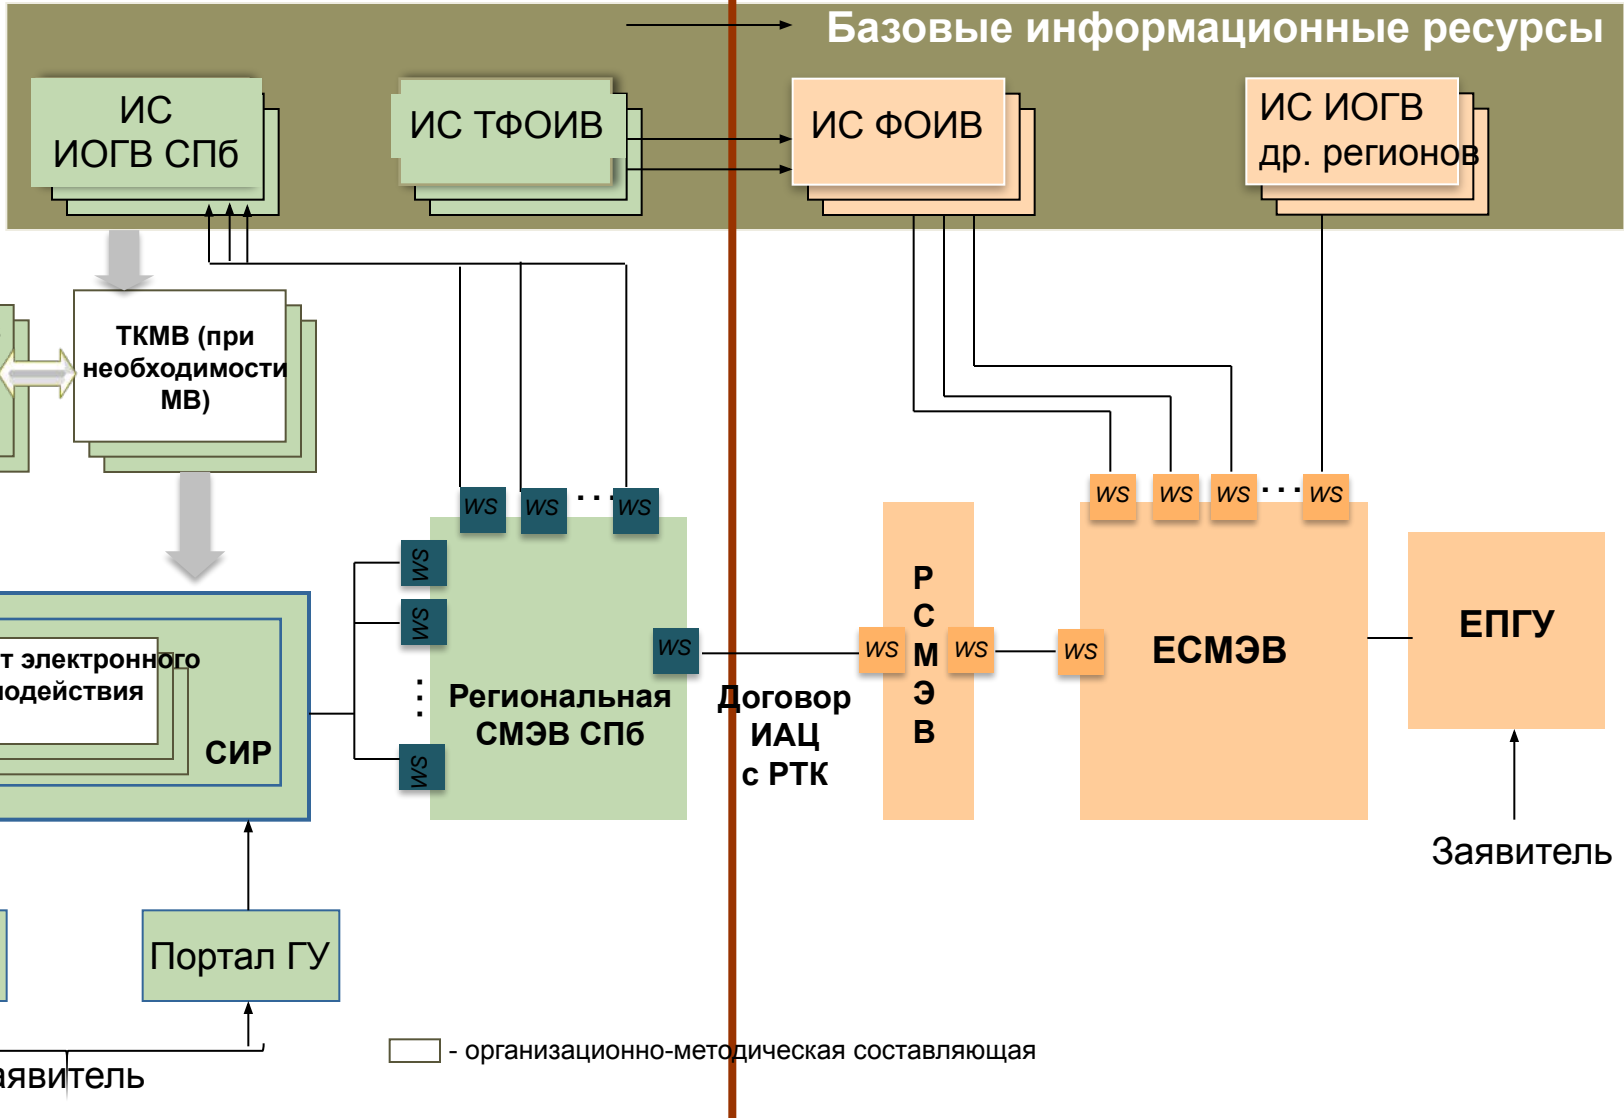 Базовые информационные ресурсы
ИС
ИОГВ СПб
ИС ТФОИВ
ИС ФОИВ
ИС ИОГВ
др. регионов
ТКМВ (при
необходимости
МВ)
WS
WS
...
WS
WS
WS
...
WS
WS
Региональная
СМЭВ СПб
т электронного
одействия
СИР
Договор
ИАЦ
с РТК
WS
Р
С
М
Э
В
WS
WS
WS
WS
WS
...
WS
ЕСМЭВ
ЕПГУ
Заявитель
Портал ГУ
аявитель
- организационно-методическая составляющая